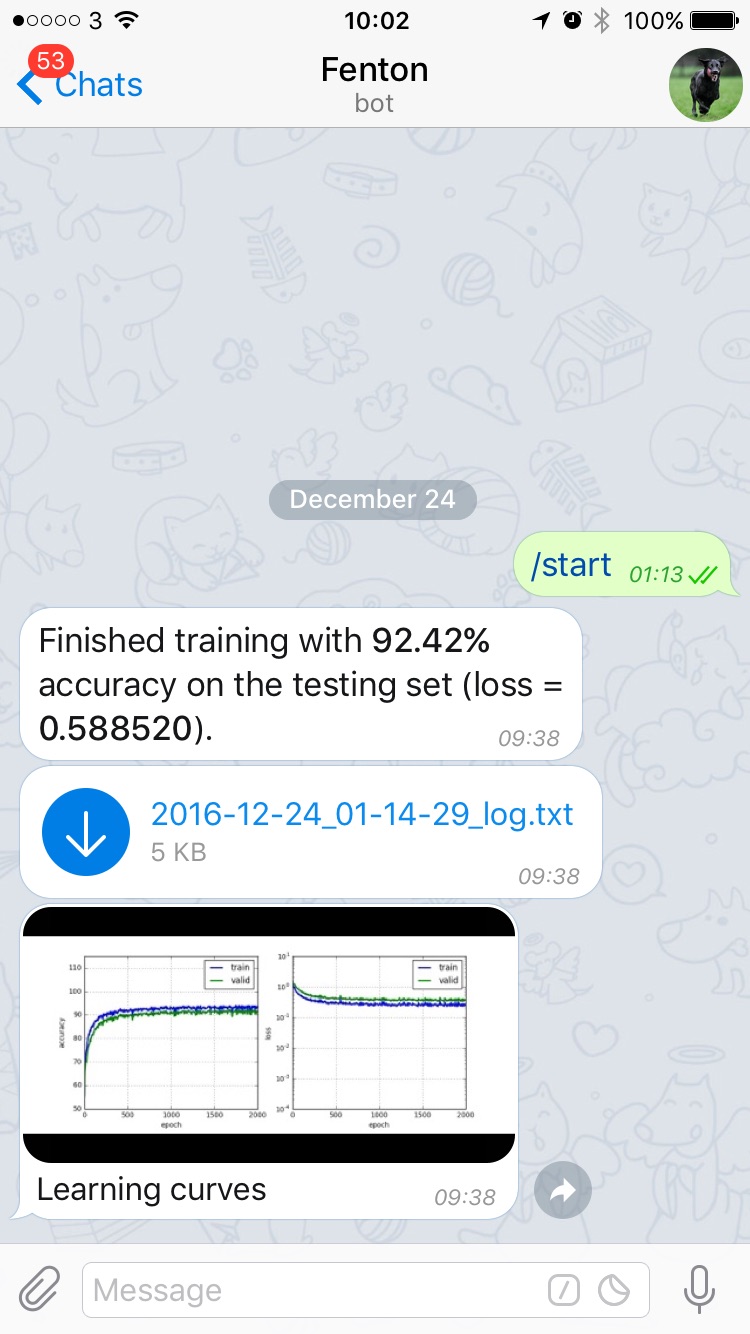 3 10:02 100%
53
Chats
Fenton
bot
December 24
/start 01:13
Finished training with 92.42%
accuracy on the testing set (loss =
0.588520).
09:38
2016-12-24_01-14-29_log.txt
5 KB
09:38
train
valid
110
100
90
80
70
60
50
accuracy
0 500 1000 1500 2000
epoch
train
valid
10^1
10^0
10^-1
10^-2
10^-3
10^-4
loss
0 500 1000 1500 2000
epoch
Learning curves
09:38
Message